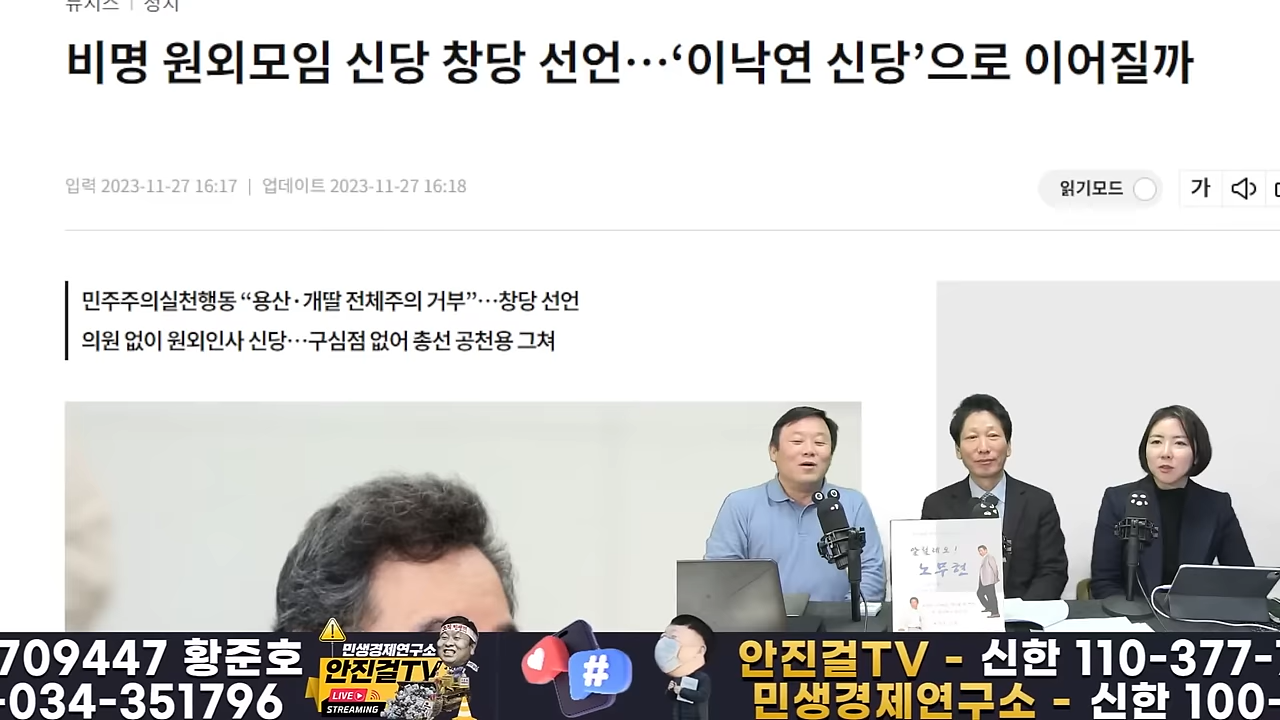 뉴시스 | 정치
비명 원외모임 신당 창당 선언…‘이낙연 신당’으로 이어질까
입력 2023-11-27 16:17 | 업데이트 2023-11-27 16:18
읽기모드
가
민주주의실천행동 “용산·개딸 전체주의 거부”…창당 선언
의원 없이 원외인사 신당…구심점 없어 총선 공천용 그쳐
노무현
709447 황준호
-034-351796
민생경제연구소
안진걸TV
LIVE
STREAMING
#
안진걸TV - 신한 110-377-
민생경제연구소 - 신한 100-